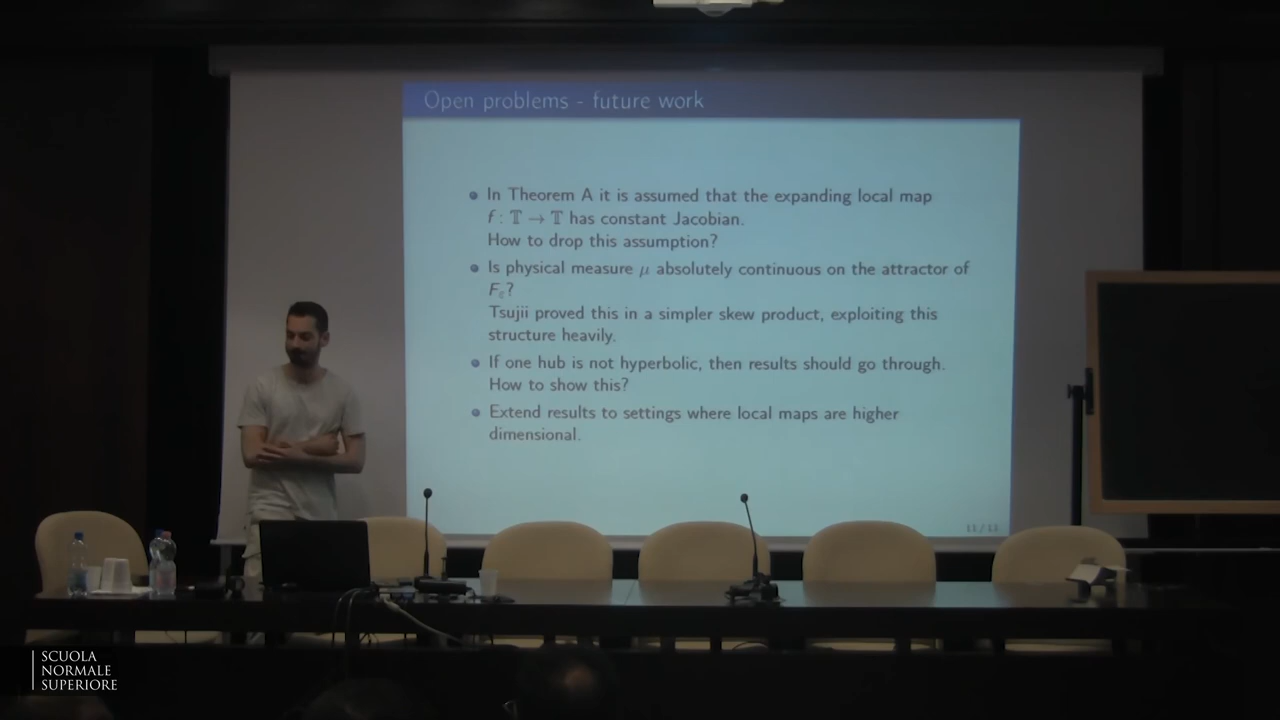 Open problems - future work
In Theorem A it is assumed that the expanding local map
f : 𝕋 → 𝕋 has constant Jacobian.
How to drop this assumption?
Is physical measure μ absolutely continuous on the attractor of
Fε?
Tsujii proved this in a simpler skew product, exploiting this
structure heavily.
If one hub is not hyperbolic, then results should go through.
How to show this?
Extend results to settings where local maps are higher
dimensional.
SCUOLA
NORMALE
SUPERIORE